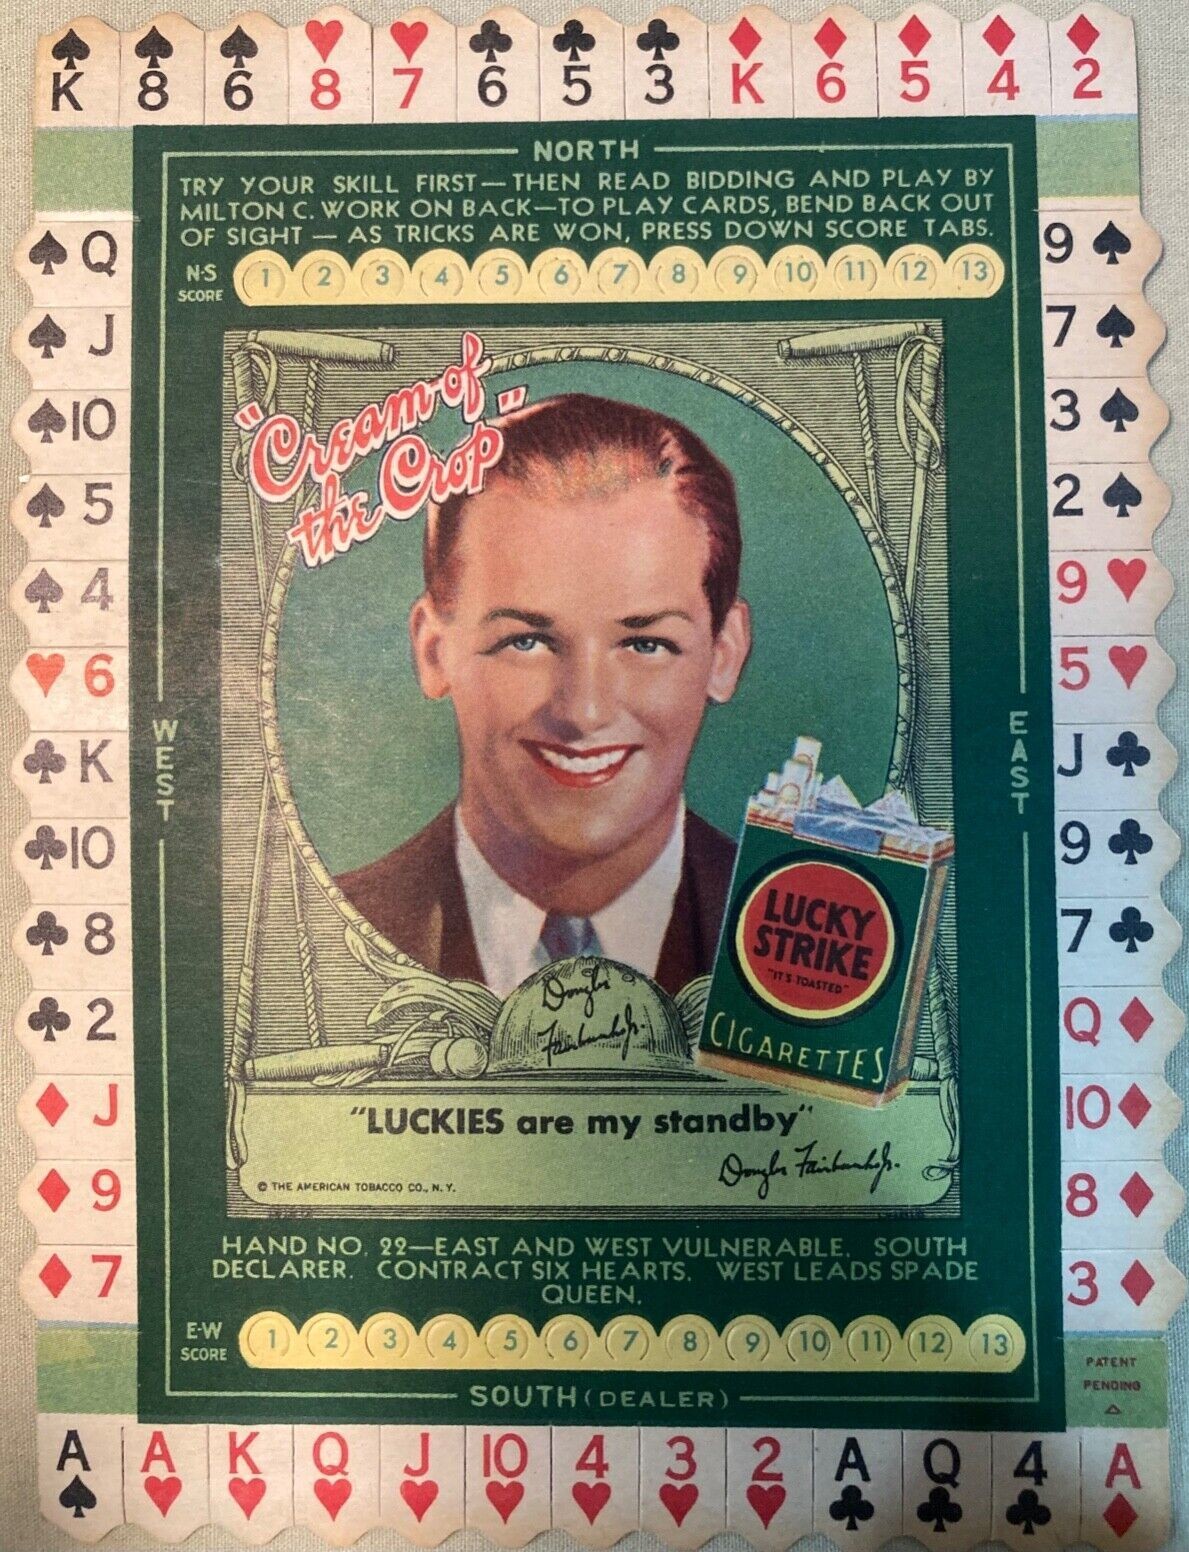 K 8 6 8 7 6 5 3 K 6 5 4 2
NORTH
TRY YOUR SKILL FIRST—THEN READ BIDDING AND PLAY BY
MILTON C. WORK ON BACK—TO PLAY CARDS, BEND BACK OUT
OF SIGHT — AS TRICKS ARE WON, PRESS DOWN SCORE TABS.
N-S
SCORE
1 2 3 4 5 6 7 8 9 10 11 12 13
Q
J
10
5
4
6
K
10
8
2
J
9
7
WEST
"Cream of
the Crop"
LUCKY
STRIKE
"IT'S TOASTED"
CIGARETTES
Douglas
Fairbanks Jr.
"LUCKIES are my standby"
Douglas Fairbanks Jr.
© THE AMERICAN TOBACCO CO., N. Y.
EAST
9
7
3
2
9
5
J
9
7
Q
10
8
3
HAND NO. 22—EAST AND WEST VULNERABLE. SOUTH
DECLARER. CONTRACT SIX HEARTS. WEST LEADS SPADE
QUEEN.
E-W
SCORE
1 2 3 4 5 6 7 8 9 10 11 12 13
SOUTH (DEALER)
PATENT
PENDING
A A K Q J 10 4 3 2 A Q 4 A